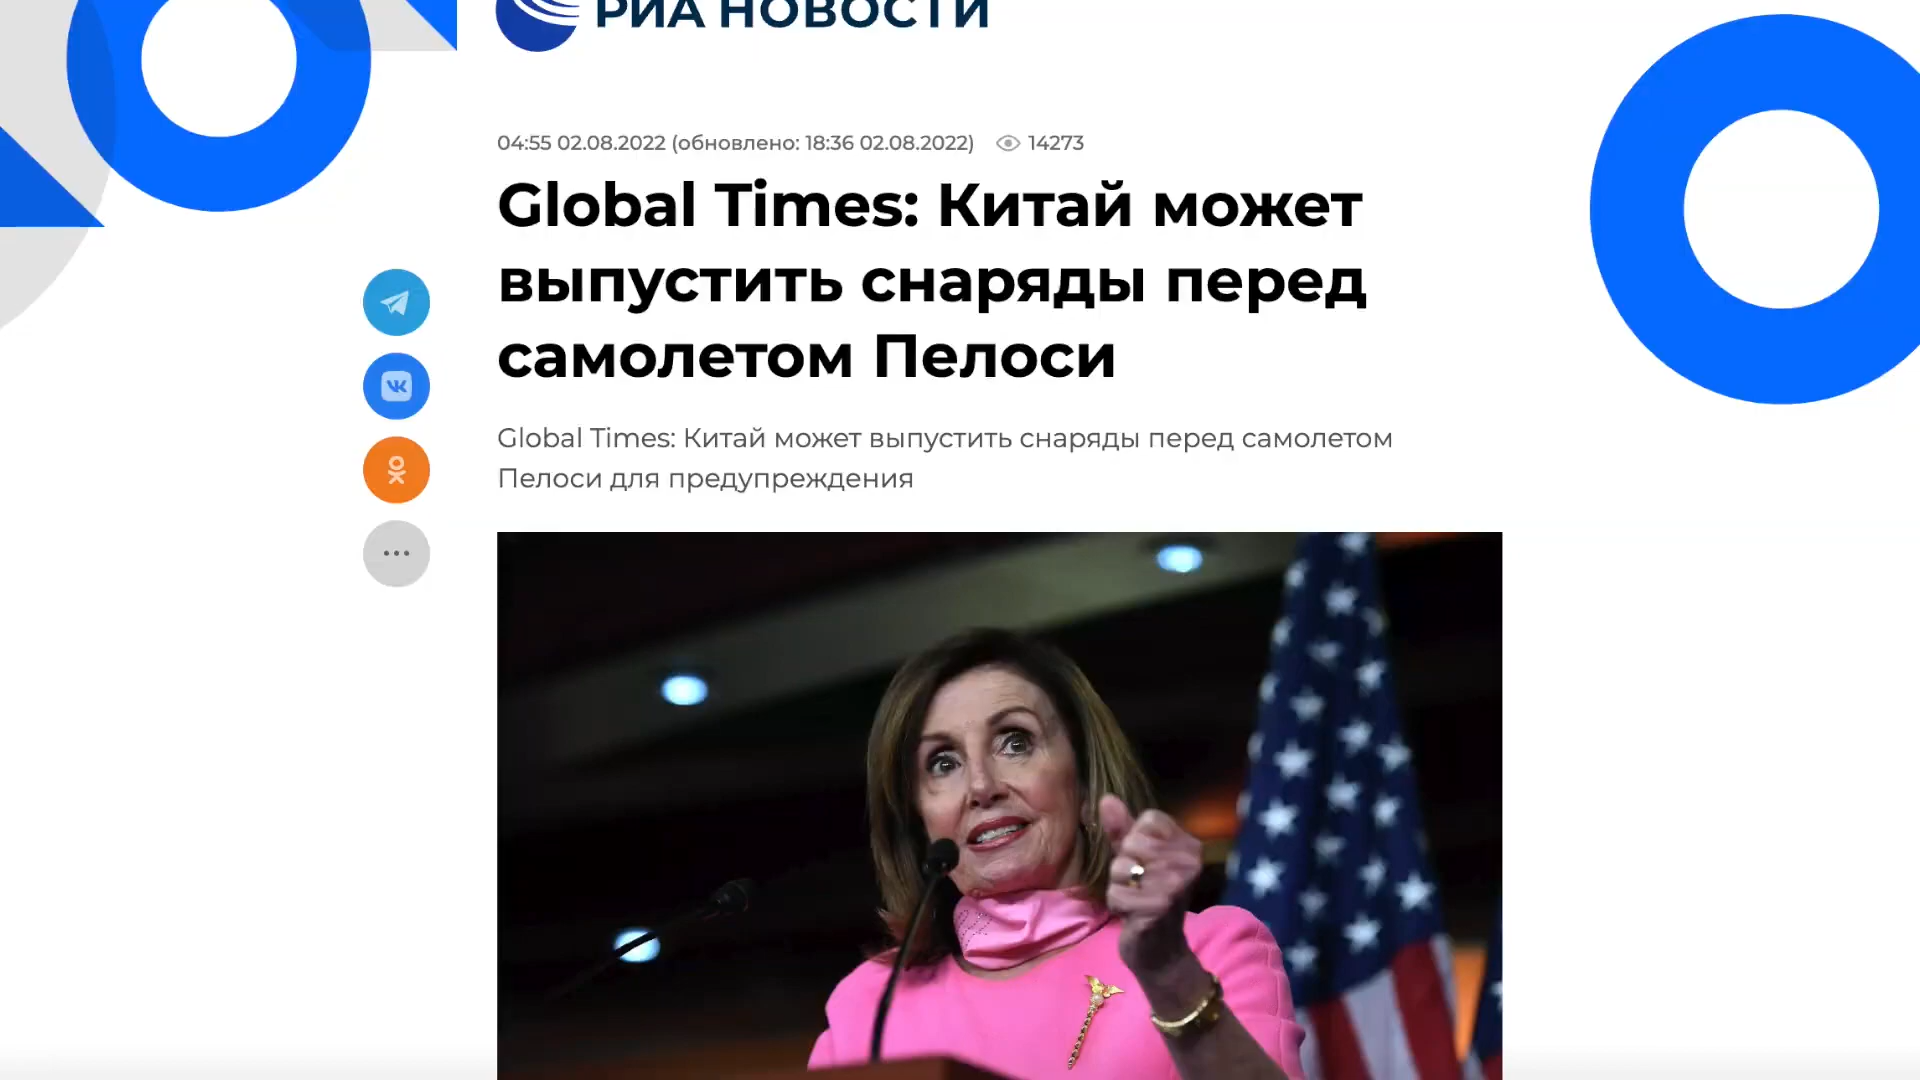 РИА НОВОСТИ
04:55 02.08.2022 (обновлено: 18:36 02.08.2022) 14273
Global Times: Китай может
выпустить снаряды перед
самолетом Пелоси
Global Times: Китай может выпустить снаряды перед самолетом
Пелоси для предупреждения